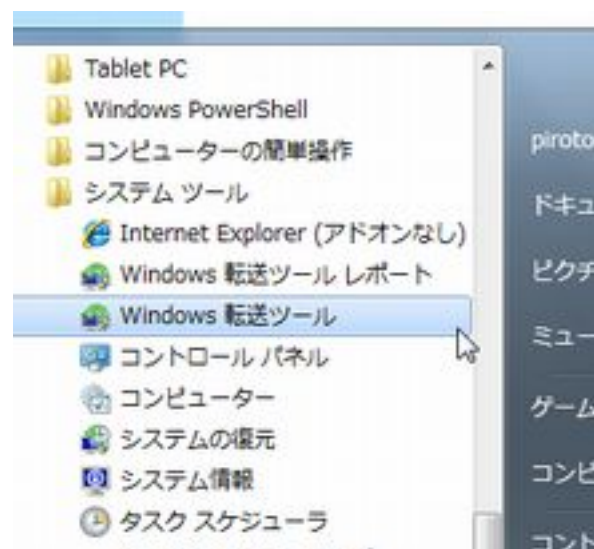 Tablet PC
Windows PowerShell
コンピューターの簡単操作
システム ツール
Internet Explorer (アドオンなし)
Windows 転送ツール レポート
Windows 転送ツール
コントロール パネル
コンピューター
システムの復元
システム情報
タスク スケジューラ
piroto
ドキュ
ピクチ
ミュー
ゲーム
コンピ
コント